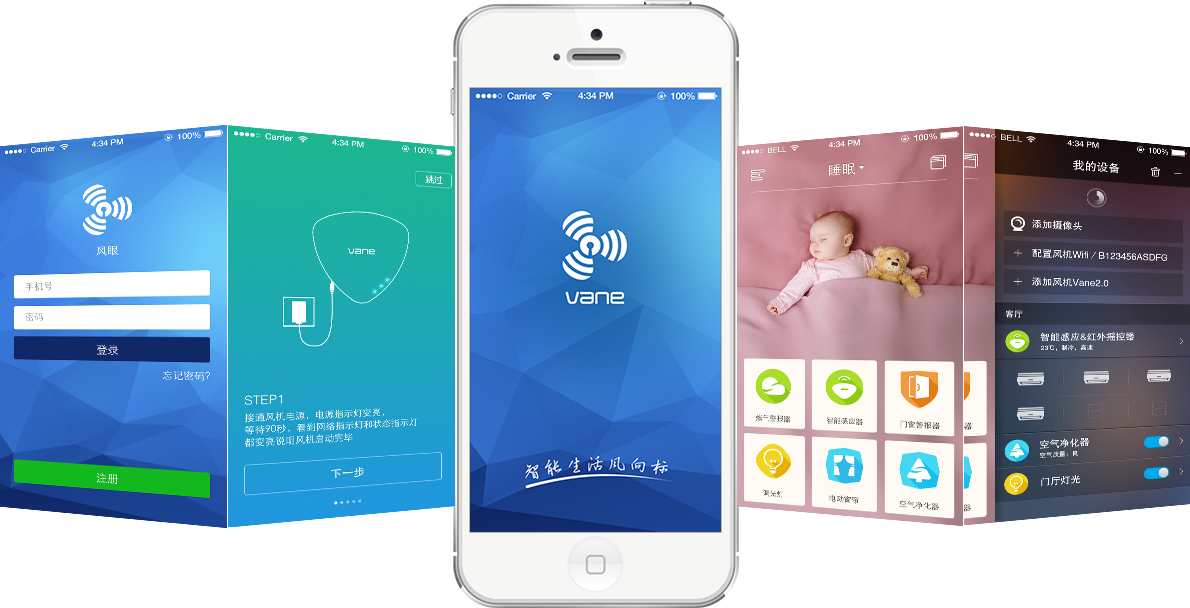 Carrier 4:34 PM 100%
风眼
手机号
密码
登录
忘记密码?
注册
Carrier 4:34 PM 100%
跳过
vane
STEP1
接通风机电源，电源指示灯变亮，
等待90秒，看到网络指示灯和状态指示灯
都变亮说明风机启动完毕
下一步
Carrier 4:34 PM 100%
vane
智能生活风向标
BELL 4:34 PM 100%
睡眠
燃气警报器
智能感应器
门窗警报器
调光灯
电动窗帘
空气净化器
器
器
BELL 4:34 PM 100%
我的设备
添加摄像头
配置风机Wifi / B123456ASDFG
添加风机Vane2.0
客厅
智能感应&红外摇控器
23℃，制冷，高速
空气净化器
空气质量：良
门厅灯光